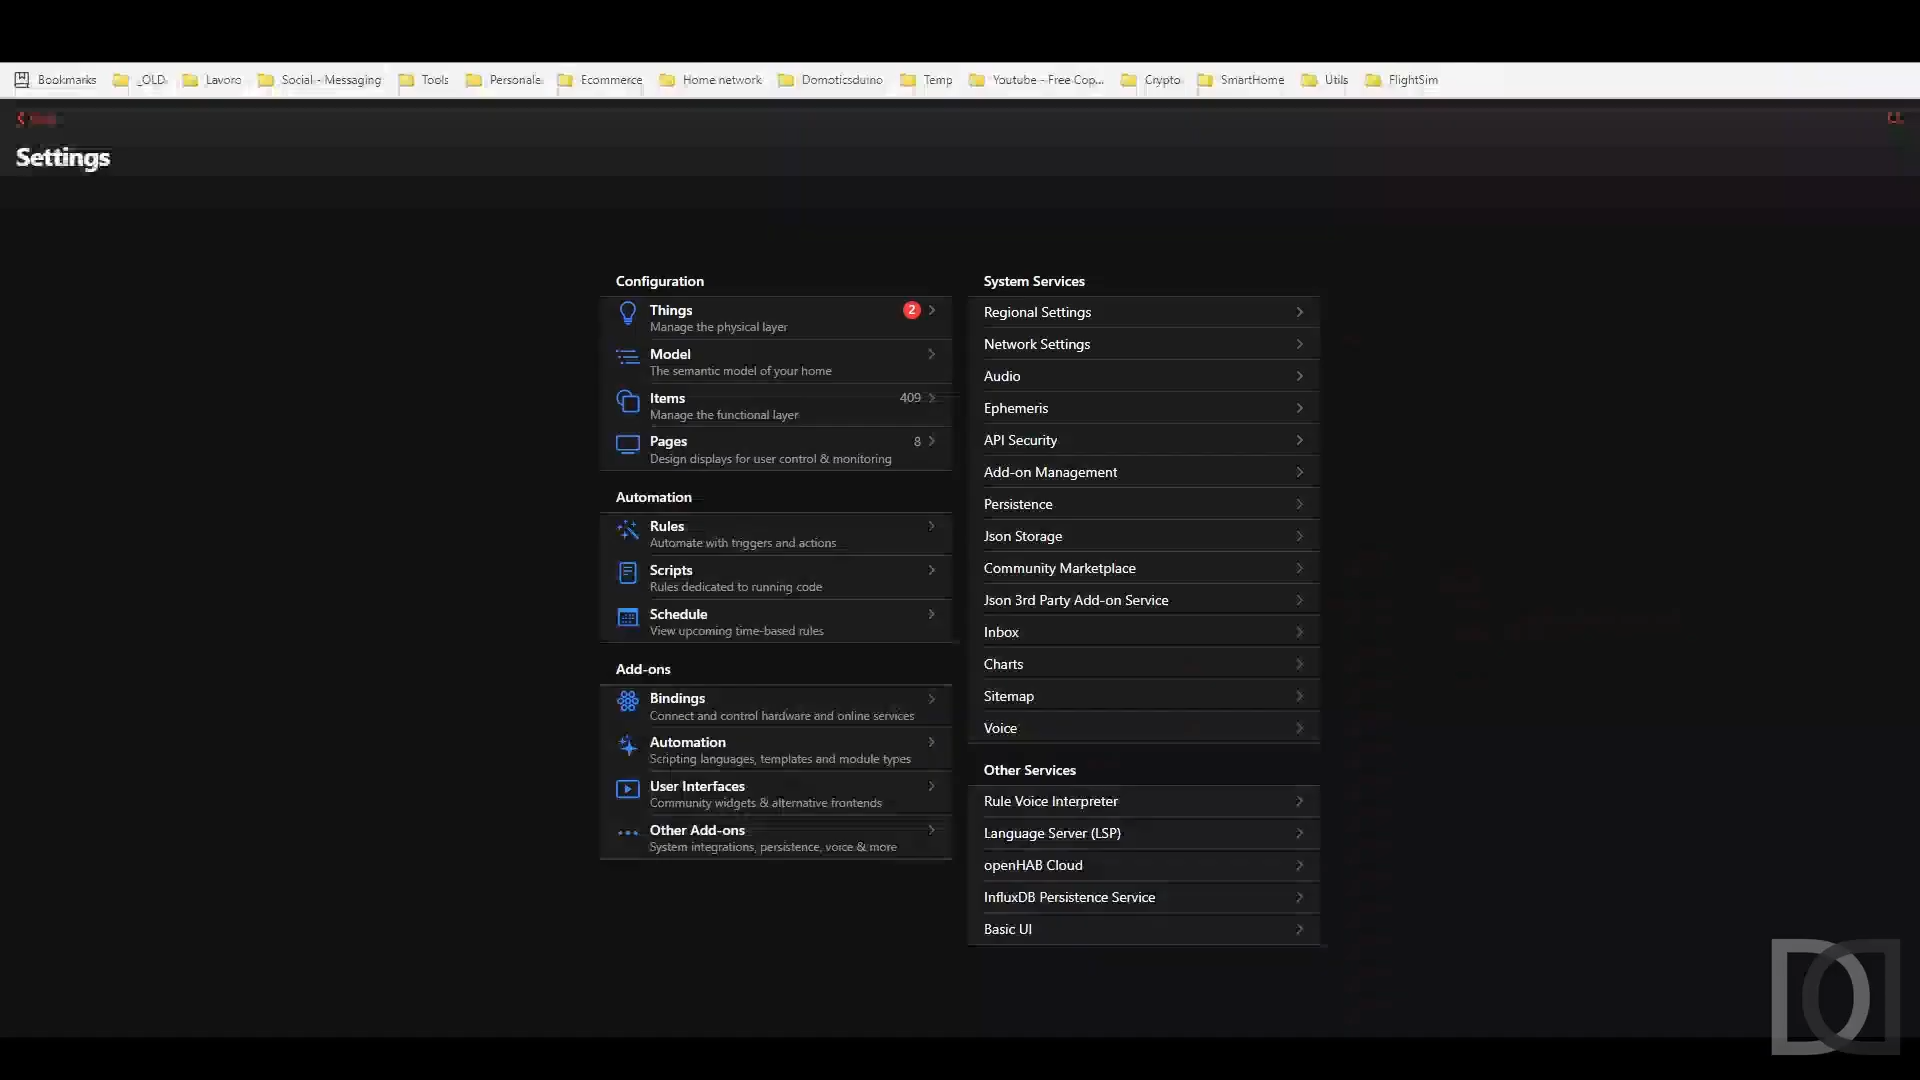 Bookmarks _OLD Lavoro Social - Messaging Tools Personale Ecommerce Home network Domoticsduino Temp Youtube - Free Cop... Crypto SmartHome Utils FlightSim
Settings
Configuration
Things 2
Manage the physical layer
Model
The semantic model of your home
Items 409
Manage the functional layer
Pages 8
Design displays for user control & monitoring
Automation
Rules
Automate with triggers and actions
Scripts
Rules dedicated to running code
Schedule
View upcoming time-based rules
Add-ons
Bindings
Connect and control hardware and online services
Automation
Scripting languages, templates and module types
User Interfaces
Community widgets & alternative frontends
Other Add-ons
System integrations, persistence, voice & more
System Services
Regional Settings
Network Settings
Audio
Ephemeris
API Security
Add-on Management
Persistence
Json Storage
Community Marketplace
Json 3rd Party Add-on Service
Inbox
Charts
Sitemap
Voice
Other Services
Rule Voice Interpreter
Language Server (LSP)
openHAB Cloud
InfluxDB Persistence Service
Basic UI